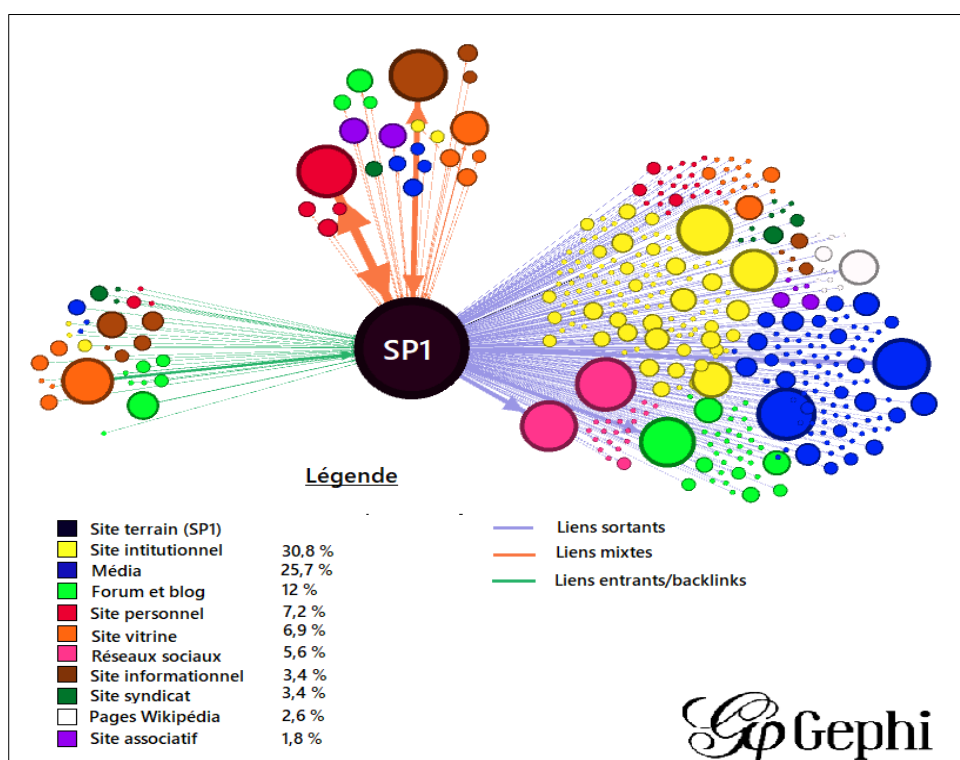 SP1
Légende
Site terrain (SP1)
Site intitutionnel 30,8 %
Média 25,7 %
Forum et blog 12 %
Site personnel 7,2 %
Site vitrine 6,9 %
Réseaux sociaux 5,6 %
Site informationnel 3,4 %
Site syndicat 3,4 %
Pages Wikipédia 2,6 %
Site associatif 1,8 %
Liens sortants
Liens mixtes
Liens entrants/backlinks
Gephi